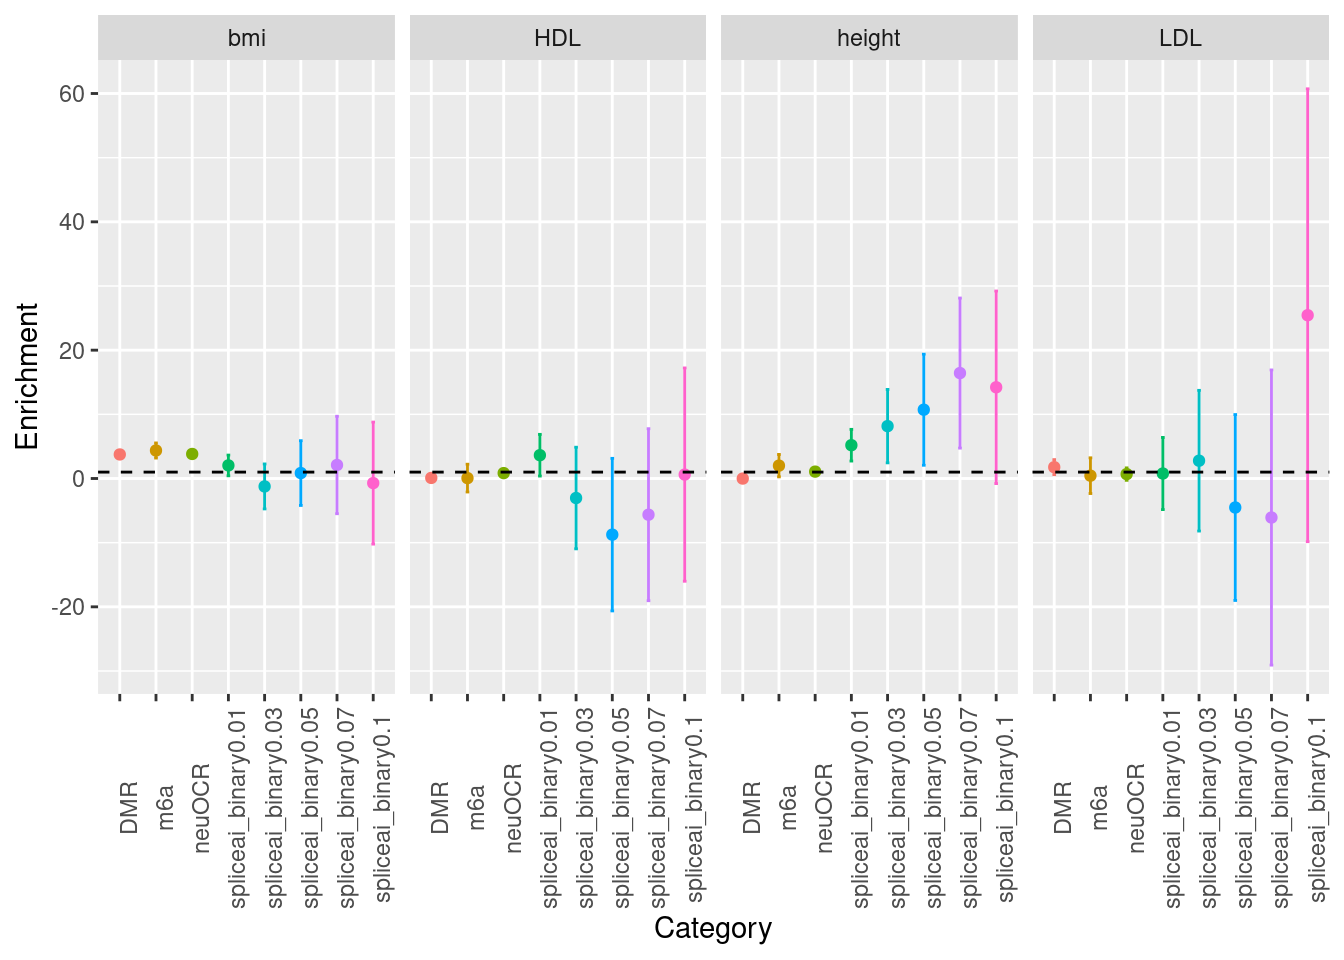 bmi HDL height LDL
Enrichment
60
40
20
0
-20
DMR
m6a
neuOCR
spliceai_binary0.01
spliceai_binary0.03
spliceai_binary0.05
spliceai_binary0.07
spliceai_binary0.1
DMR
m6a
neuOCR
spliceai_binary0.01
spliceai_binary0.03
spliceai_binary0.05
spliceai_binary0.07
spliceai_binary0.1
DMR
m6a
neuOCR
spliceai_binary0.01
spliceai_binary0.03
spliceai_binary0.05
spliceai_binary0.07
spliceai_binary0.1
DMR
m6a
neuOCR
spliceai_binary0.01
spliceai_binary0.03
spliceai_binary0.05
spliceai_binary0.07
spliceai_binary0.1
Category